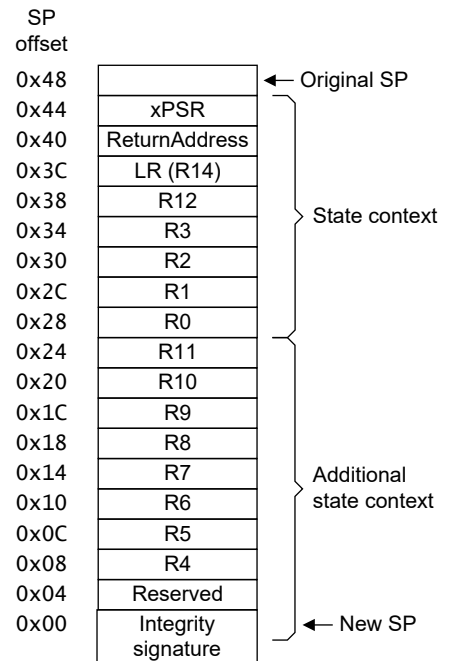 SP
offset
0x48 Original SP
0x44 xPSR
0x40 ReturnAddress
0x3C LR (R14)
0x38 R12
0x34 R3 State context
0x30 R2
0x2C R1
0x28 R0
0x24 R11
0x20 R10
0x1C R9
0x18 R8
0x14 R7 Additional
0x10 R6 state context
0x0C R5
0x08 R4
0x04 Reserved
0x00 Integrity New SP
signature